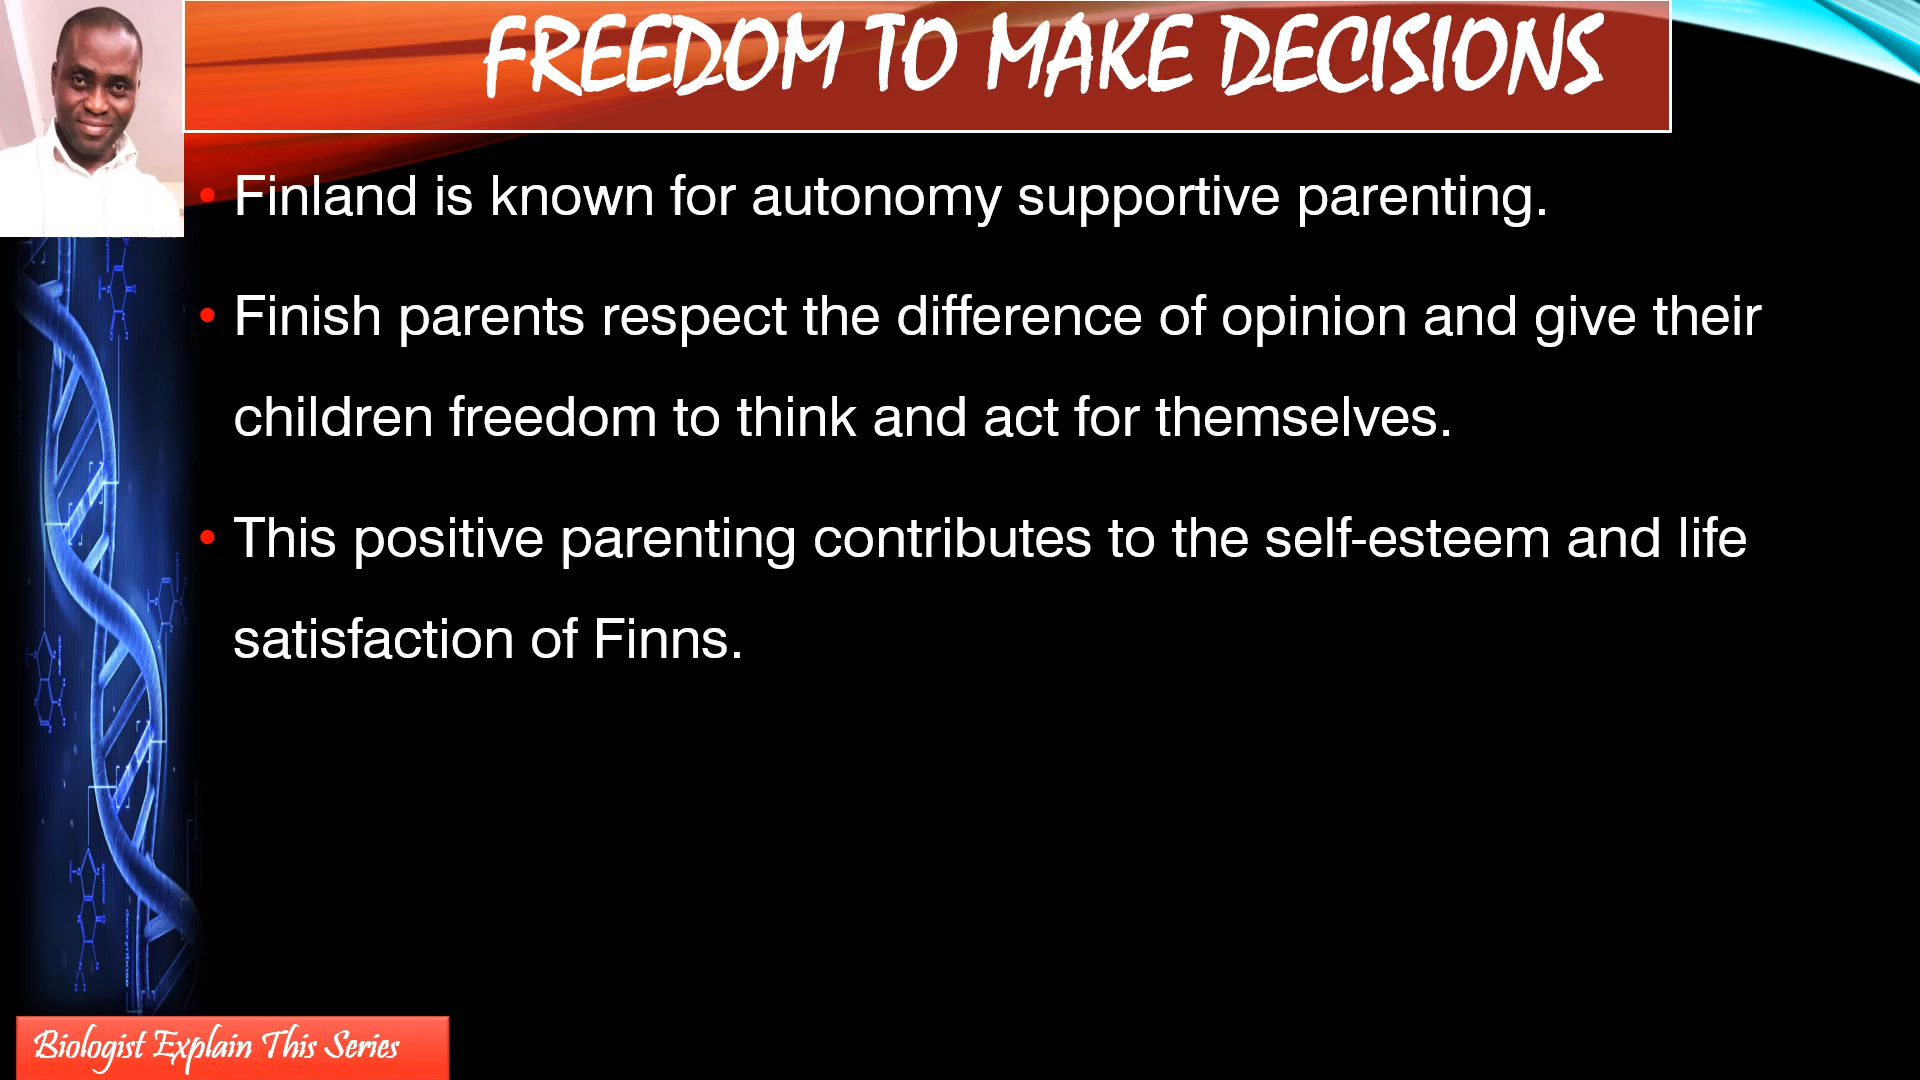 FREEDOM TO MAKE DECISIONS
• Finland is known for autonomy supportive parenting.
• Finish parents respect the difference of opinion and give their
children freedom to think and act for themselves.
• This positive parenting contributes to the self-esteem and life
satisfaction of Finns.
Biologist Explain This Series